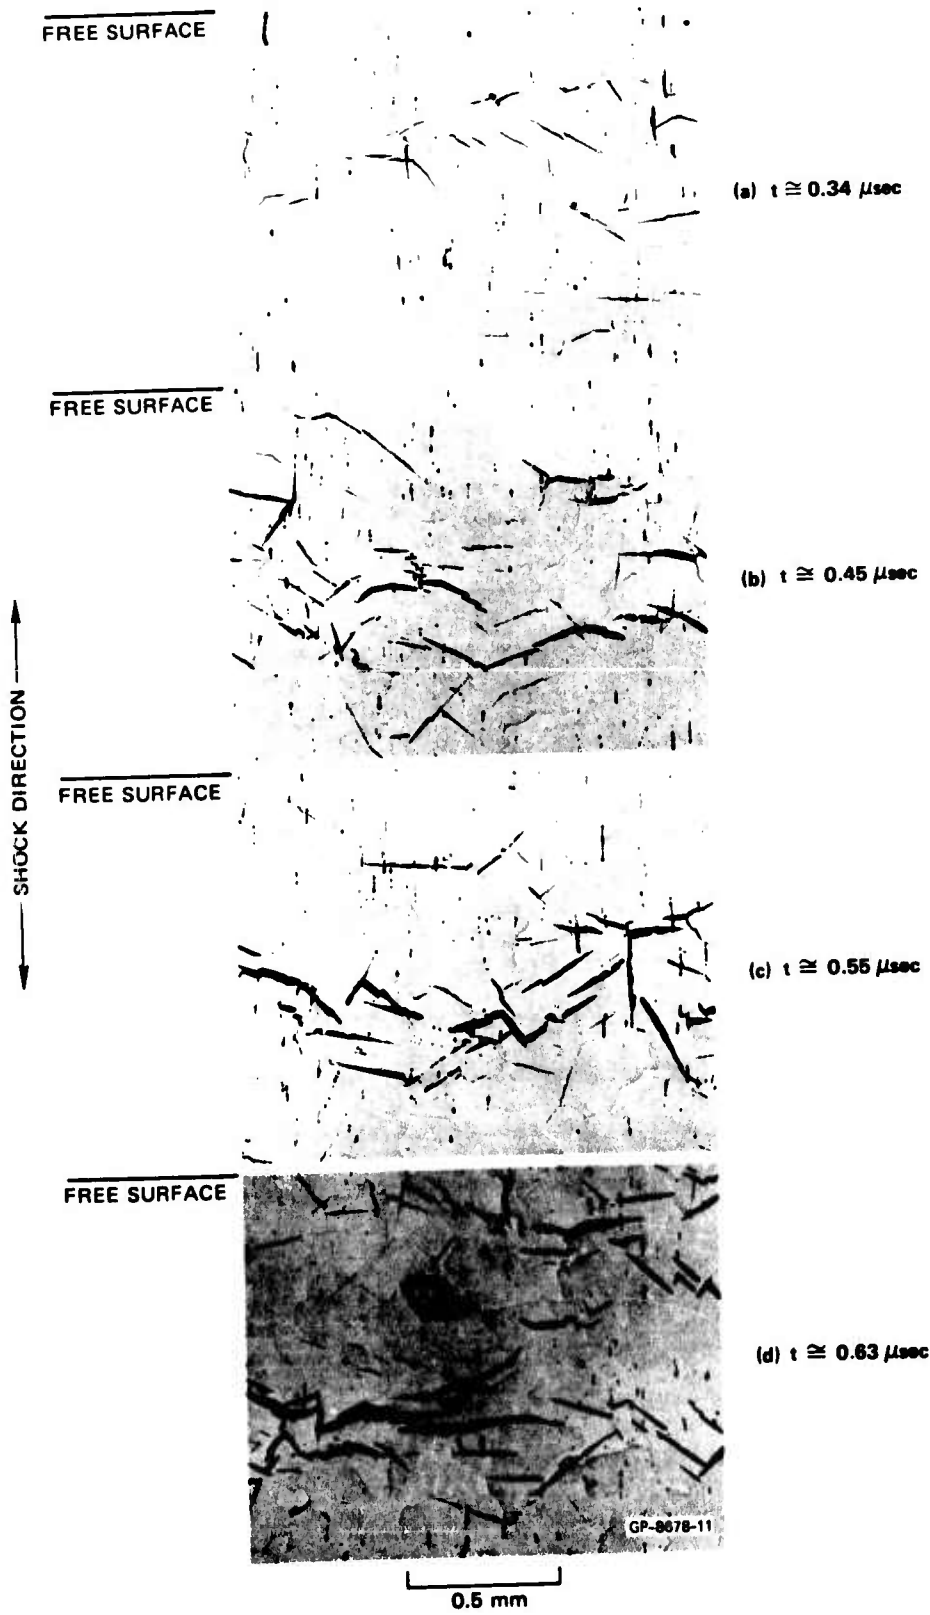 FREE SURFACE
(a) t ≅ 0.34 μsec
FREE SURFACE
(b) t ≅ 0.45 μsec
SHOCK DIRECTION
FREE SURFACE
(c) t ≅ 0.55 μsec
FREE SURFACE
(d) t ≅ 0.63 μsec
GP-8678-11
0.5 mm